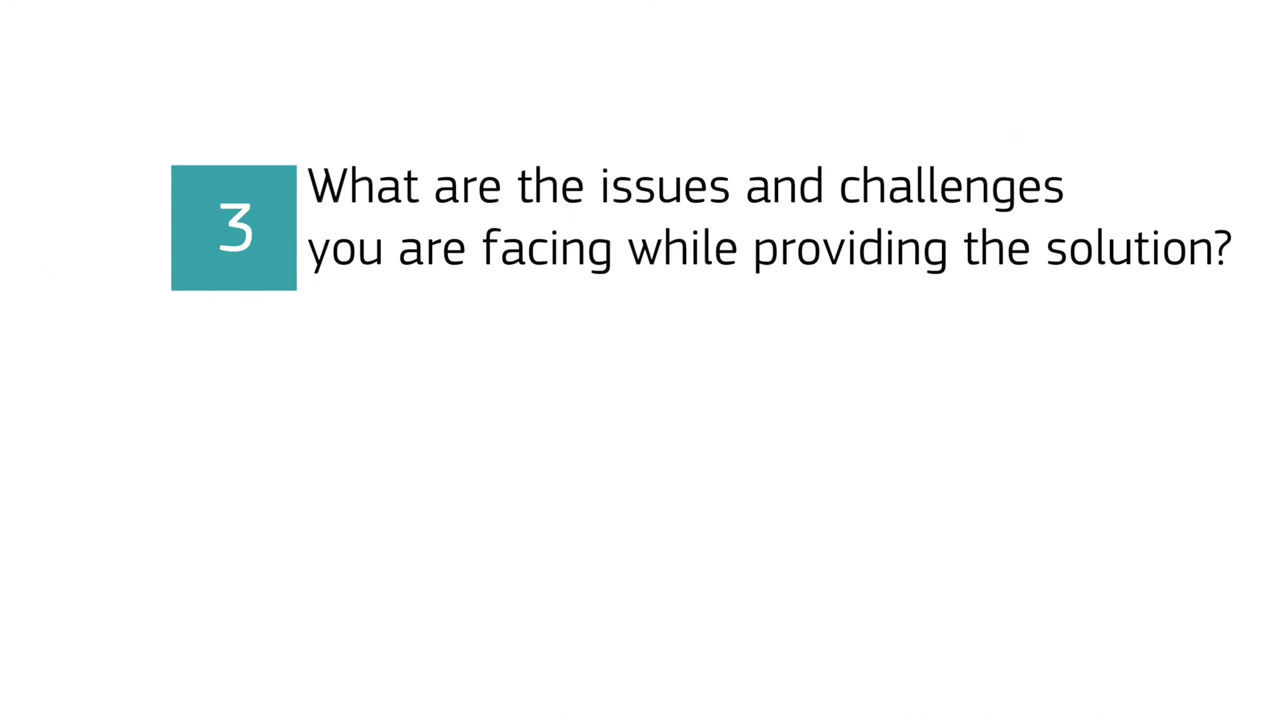 3
What are the issues and challenges
you are facing while providing the solution?